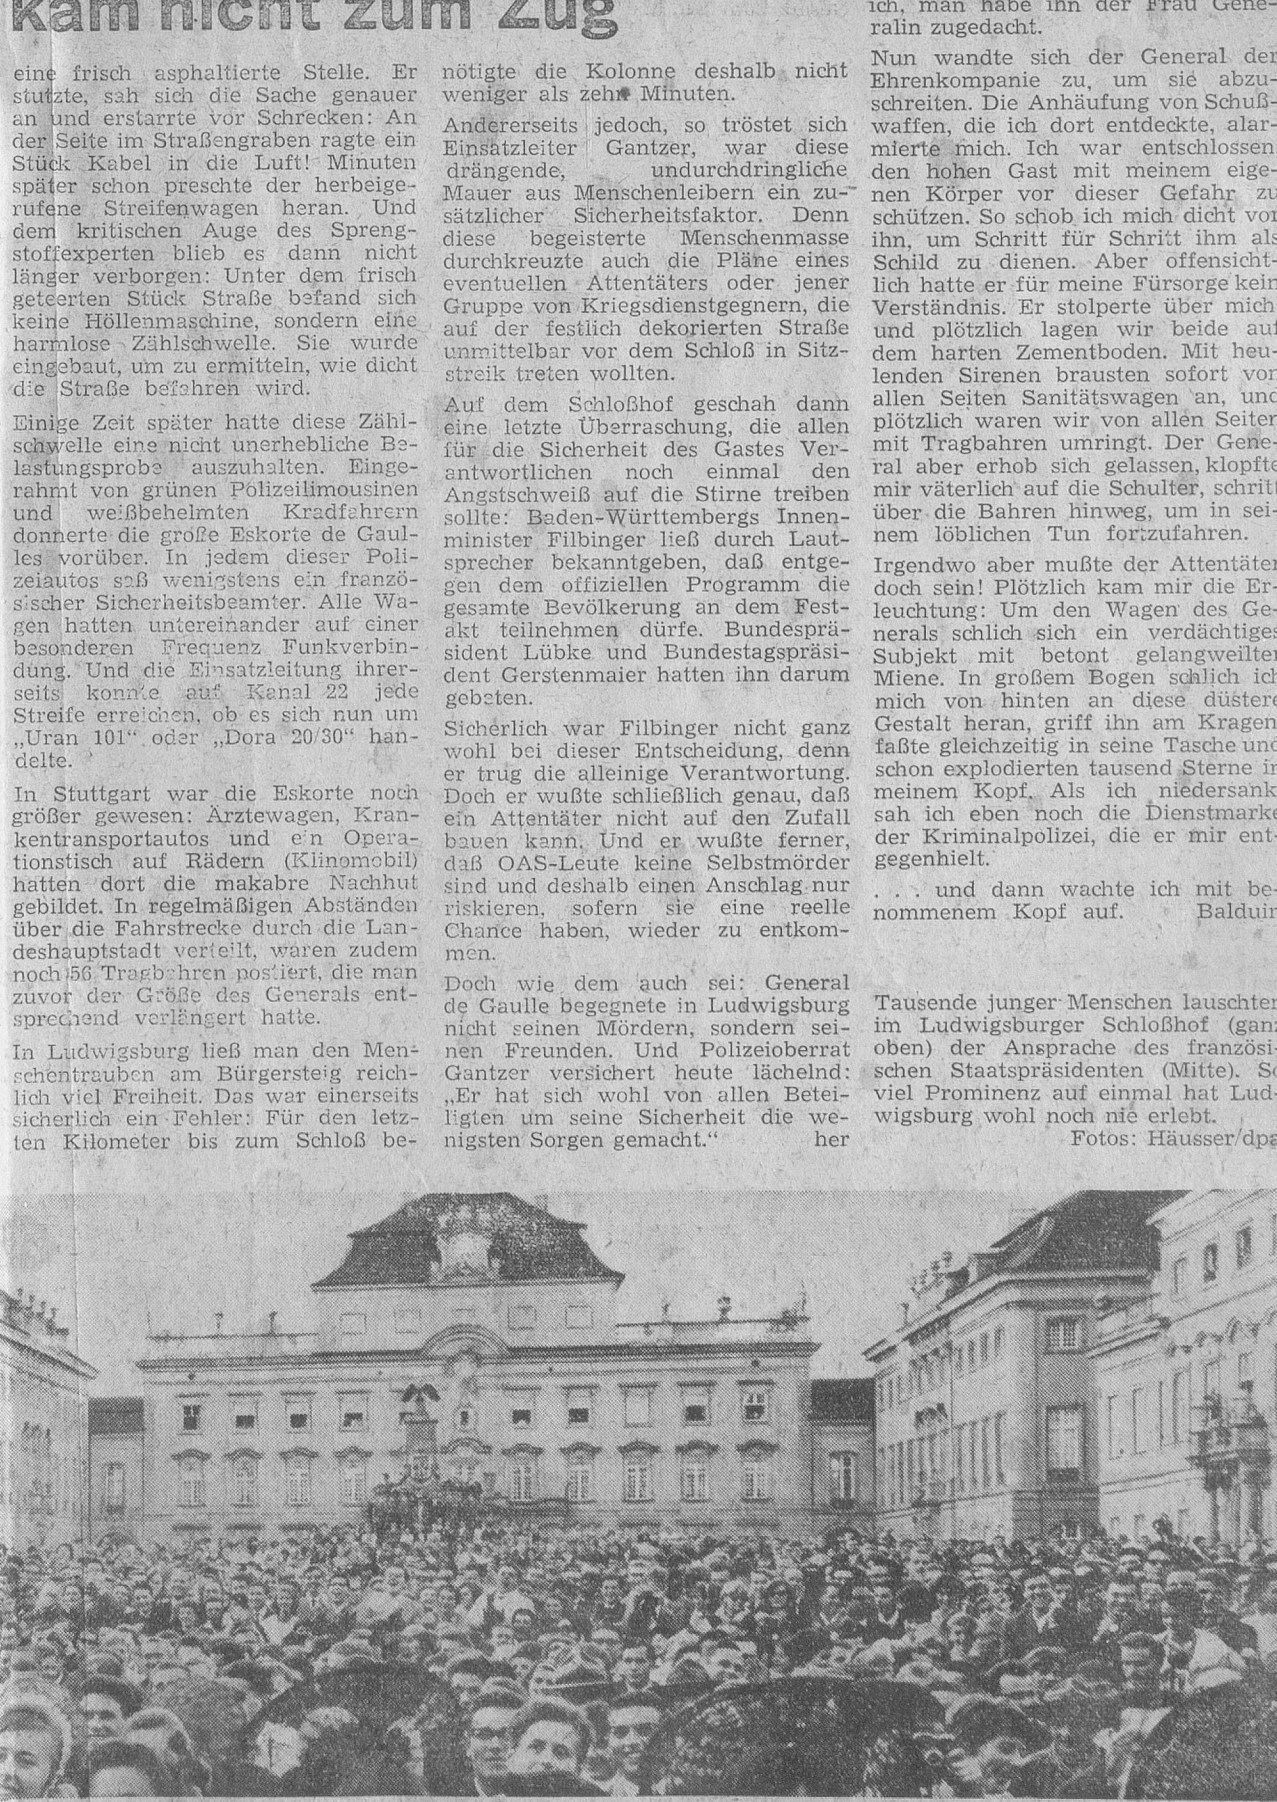 kam nicht zum Zug
eine frisch asphaltierte Stelle. Er
stutzte, sah sich die Sache genauer
an und erstarrte vor Schrecken: An
der Seite im Straßengraben ragte ein
Stück Kabel in die Luft! Minuten
später schon preschte der herbeige-
rufene Streifenwagen heran. Und
dem kritischen Auge des Spreng-
stoffexperten blieb es dann nicht
länger verborgen: Unter dem frisch
geteerten Stück Straße befand sich
keine Höllenmaschine, sondern eine
harmlose Zählschwelle. Sie wurde
eingebaut, um zu ermitteln, wie dicht
die Straße befahren wird.
Einige Zeit später hatte diese Zähl-
schwelle eine nicht unerhebliche Be-
lastungsprobe auszuhalten. Einge-
rahmt von grünen Polizeilimousinen
und weißbehelmten Kradfahrern
donnerte die große Eskorte de Gaul-
les vorüber. In jedem dieser Poli-
zeiautos saß wenigstens ein franzö-
sischer Sicherheitsbeamter. Alle Wa-
gen hatten untereinander auf einer
besonderen Frequenz Funkverbin-
dung. Und die Einsatzleitung ihrer-
seits konnte auf Kanal 22 jede
Streife erreichen, ob es sich nun um
„Uran 101“ oder „Dora 20/30“ han-
delte.
In Stuttgart war die Eskorte noch
größer gewesen: Ärztewagen, Kran-
kentransportautos und ein Opera-
tionstisch auf Rädern (Klinomobil)
hatten dort die makabre Nachhut
gebildet. In regelmäßigen Abständen
über die Fahrstrecke durch die Lan-
deshauptstadt verteilt, waren zudem
noch 56 Tragbahren postiert, die man
zuvor der Größe des Generals ent-
sprechend verlängert hatte.
In Ludwigsburg ließ man den Men-
schentrauben am Bürgersteig reich-
lich viel Freiheit. Das war einerseits
sicherlich ein Fehler: Für den letz-
ten Kilometer bis zum Schloß be-
nötigte die Kolonne deshalb nicht
weniger als zehn Minuten.
Andererseits jedoch, so tröstet sich
Einsatzleiter Gantzer, war diese
drängende, undurchdringliche
Mauer aus Menschenleibern ein zu-
sätzlicher Sicherheitsfaktor. Denn
diese begeisterte Menschenmasse
durchkreuzte auch die Pläne eines
eventuellen Attentäters oder jener
Gruppe von Kriegsdienstgegnern, die
auf der festlich dekorierten Straße
unmittelbar vor dem Schloß in Sitz-
streik treten wollten.
Auf dem Schloßhof geschah dann
eine letzte Überraschung, die allen
für die Sicherheit des Gastes Ver-
antwortlichen noch einmal den
Angstschweiß auf die Stirne treiben
sollte: Baden-Württembergs Innen-
minister Filbinger ließ durch Laut-
sprecher bekanntgeben, daß entge-
gen dem offiziellen Programm die
gesamte Bevölkerung an dem Fest-
akt teilnehmen dürfe. Bundesprä-
sident Lübke und Bundestagspräsi-
dent Gerstenmaier hatten ihn darum
gebeten.
Sicherlich war Filbinger nicht ganz
wohl bei dieser Entscheidung, denn
er trug die alleinige Verantwortung.
Doch er wußte schließlich genau, daß
ein Attentäter nicht auf den Zufall
bauen kann. Und er wußte ferner,
daß OAS-Leute keine Selbstmörder
sind und deshalb einen Anschlag nur
riskieren, sofern sie eine reelle
Chance haben, wieder zu entkom-
men.
Doch wie dem auch sei: General
de Gaulle begegnete in Ludwigsburg
nicht seinen Mördern, sondern sei-
nen Freunden. Und Polizeioberrat
Gantzer versichert heute lächelnd:
„Er hat sich wohl von allen Betei-
ligten um seine Sicherheit die we-
nigsten Sorgen gemacht.“ her
ich, man habe ihn der Frau Gene-
ralin zugedacht.
Nun wandte sich der General der
Ehrenkompanie zu, um sie abzu-
schreiten. Die Anhäufung von Schuß-
waffen, die ich dort entdeckte, alar-
mierte mich. Ich war entschlossen,
den hohen Gast mit meinem eige-
nen Körper vor dieser Gefahr zu
schützen. So schob ich mich dicht vor
ihn, um Schritt für Schritt ihm als
Schild zu dienen. Aber offensicht-
lich hatte er für meine Fürsorge kein
Verständnis. Er stolperte über mich
und plötzlich lagen wir beide auf
dem harten Zementboden. Mit heu-
lenden Sirenen brausten sofort von
allen Seiten Sanitätswagen an, und
plötzlich waren wir von allen Seiten
mit Tragbahren umringt. Der Gene-
ral aber erhob sich gelassen, klopfte
mir väterlich auf die Schulter, schritt
über die Bahren hinweg, um in sei-
nem löblichen Tun fortzufahren.
Irgendwo aber mußte der Attentäter
doch sein! Plötzlich kam mir die Er-
leuchtung: Um den Wagen des Ge-
nerals schlich sich ein verdächtiges
Subjekt mit betont gelangweilter
Miene. In großem Bogen schlich ich
mich von hinten an diese düstere
Gestalt heran, griff ihn am Kragen,
faßte gleichzeitig in seine Tasche und
schon explodierten tausend Sterne in
meinem Kopf. Als ich niedersank,
sah ich eben noch die Dienstmarke
der Kriminalpolizei, die er mir ent-
gegenhielt.
. . . und dann wachte ich mit be-
nommenem Kopf auf. Balduin
Tausende junger Menschen lauschten
im Ludwigsburger Schloßhof (ganz
oben) der Ansprache des französi-
schen Staatspräsidenten (Mitte). So
viel Prominenz auf einmal hat Lud-
wigsburg wohl noch nie erlebt.
Fotos: Häusser/dpa